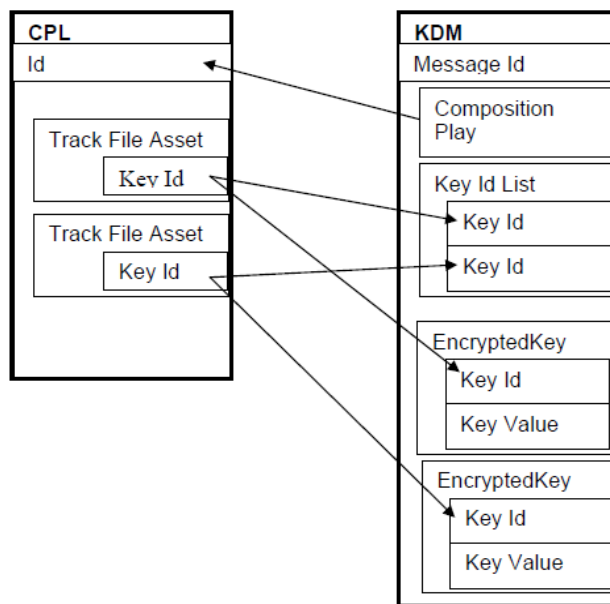 CPL
Id
Track File Asset
Key Id
Track File Asset
Key Id
KDM
Message Id
Composition
Play
Key Id List
Key Id
Key Id
EncryptedKey
Key Id
Key Value
EncryptedKey
Key Id
Key Value